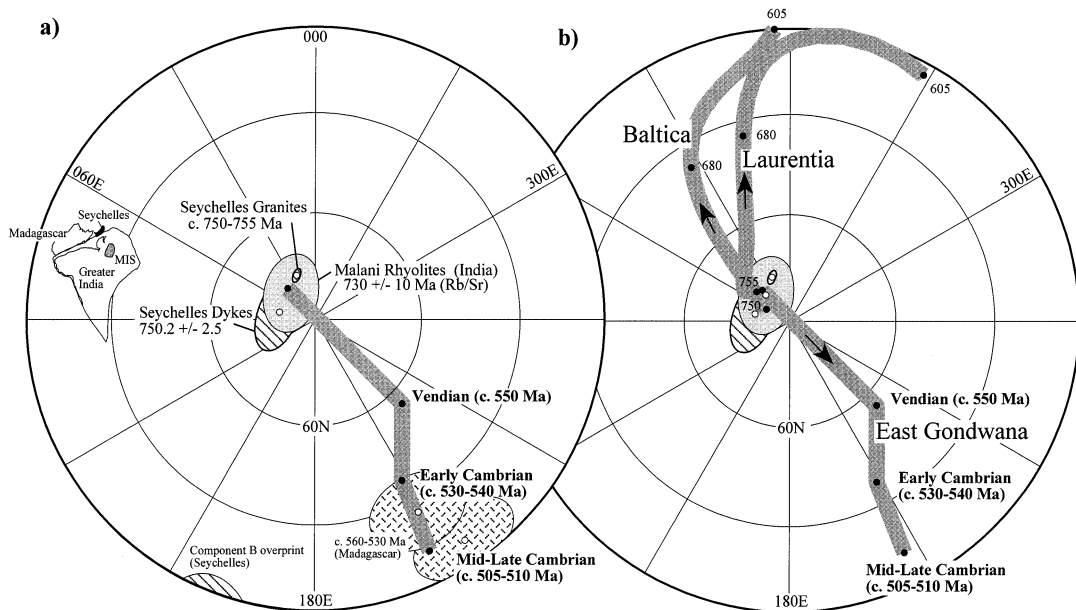 a)
000
060E
300E
Seychelles
Madagascar
MIS
Greater
India
Seychelles Granites
c. 750-755 Ma
Malani Rhyolites (India)
730 +/- 10 Ma (Rb/Sr)
Seychelles Dykes
750.2 +/- 2.5
Vendian (c. 550 Ma)
60N
Early Cambrian
(c. 530-540 Ma)
c. 560-530 Ma
(Madagascar)
Mid-Late Cambrian
(c. 505-510 Ma)
Component B overprint
(Seychelles)
180E
b)
605
605
Baltica
680
Laurentia
680
300E
755
750
Vendian (c. 550 Ma)
60N
East Gondwana
Early Cambrian
(c. 530-540 Ma)
Mid-Late Cambrian
(c. 505-510 Ma)
180E